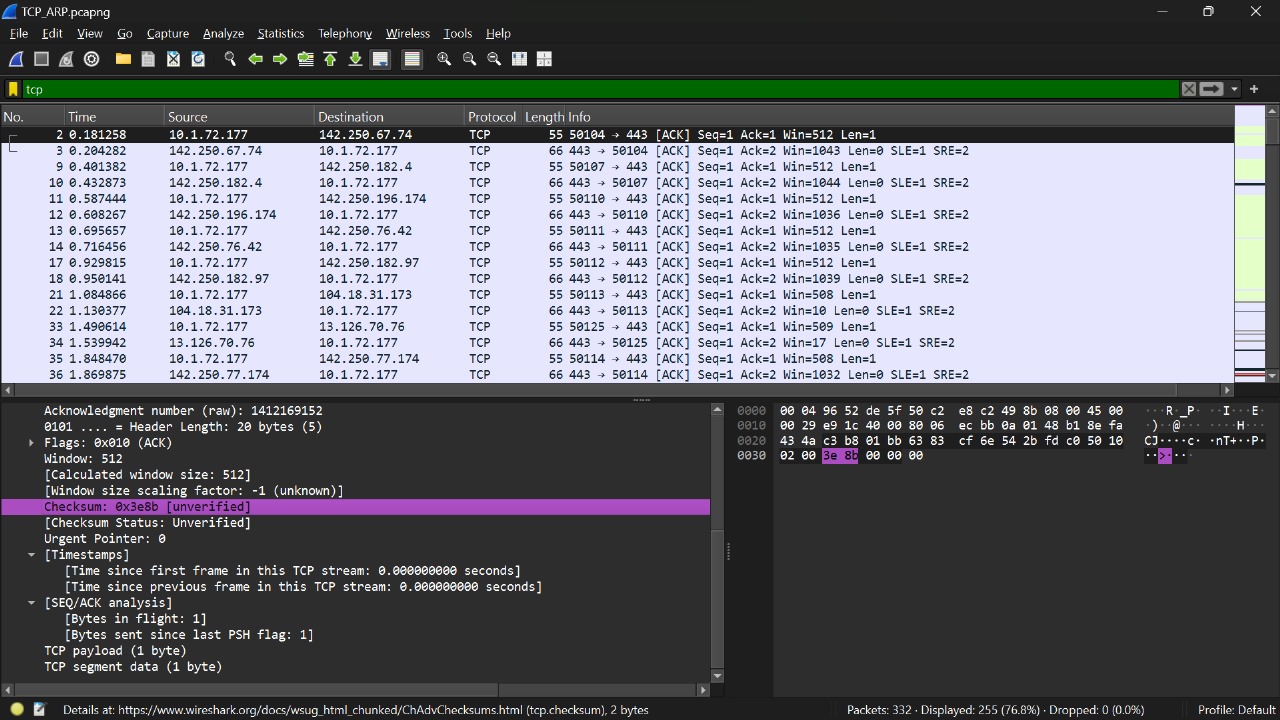 TCP_ARP.pcapng
File Edit View Go Capture Analyze Statistics Telephony Wireless Tools Help
tcp
No. Time Source Destination Protocol Length Info
2 0.181258 10.1.72.177 142.250.67.74 TCP 55 50104 → 443 [ACK] Seq=1 Ack=1 Win=512 Len=1
3 0.204282 142.250.67.74 10.1.72.177 TCP 66 443 → 50104 [ACK] Seq=1 Ack=2 Win=1043 Len=0 SLE=1 SRE=2
9 0.401382 10.1.72.177 142.250.182.4 TCP 55 50107 → 443 [ACK] Seq=1 Ack=1 Win=512 Len=1
10 0.432873 142.250.182.4 10.1.72.177 TCP 66 443 → 50107 [ACK] Seq=1 Ack=2 Win=1044 Len=0 SLE=1 SRE=2
11 0.587444 10.1.72.177 142.250.196.174 TCP 55 50110 → 443 [ACK] Seq=1 Ack=1 Win=512 Len=1
12 0.608267 142.250.196.174 10.1.72.177 TCP 66 443 → 50110 [ACK] Seq=1 Ack=2 Win=1036 Len=0 SLE=1 SRE=2
13 0.695657 10.1.72.177 142.250.76.42 TCP 55 50111 → 443 [ACK] Seq=1 Ack=1 Win=512 Len=1
14 0.716456 142.250.76.42 10.1.72.177 TCP 66 443 → 50111 [ACK] Seq=1 Ack=2 Win=1035 Len=0 SLE=1 SRE=2
17 0.929815 10.1.72.177 142.250.182.97 TCP 55 50112 → 443 [ACK] Seq=1 Ack=1 Win=512 Len=1
18 0.950141 142.250.182.97 10.1.72.177 TCP 66 443 → 50112 [ACK] Seq=1 Ack=2 Win=1039 Len=0 SLE=1 SRE=2
21 1.084866 10.1.72.177 104.18.31.173 TCP 55 50113 → 443 [ACK] Seq=1 Ack=1 Win=508 Len=1
22 1.130377 104.18.31.173 10.1.72.177 TCP 66 443 → 50113 [ACK] Seq=1 Ack=2 Win=10 Len=0 SLE=1 SRE=2
33 1.490614 10.1.72.177 13.126.70.76 TCP 55 50125 → 443 [ACK] Seq=1 Ack=1 Win=509 Len=1
34 1.539942 13.126.70.76 10.1.72.177 TCP 66 443 → 50125 [ACK] Seq=1 Ack=2 Win=17 Len=0 SLE=1 SRE=2
35 1.848470 10.1.72.177 142.250.77.174 TCP 55 50114 → 443 [ACK] Seq=1 Ack=1 Win=508 Len=1
36 1.869875 142.250.77.174 10.1.72.177 TCP 66 443 → 50114 [ACK] Seq=1 Ack=2 Win=1032 Len=0 SLE=1 SRE=2
Acknowledgment number (raw): 1412169152
0101 .... = Header Length: 20 bytes (5)
Flags: 0x010 (ACK)
Window: 512
[Calculated window size: 512]
[Window size scaling factor: -1 (unknown)]
Checksum: 0x3e8b [unverified]
[Checksum Status: Unverified]
Urgent Pointer: 0
[Timestamps]
[Time since first frame in this TCP stream: 0.000000000 seconds]
[Time since previous frame in this TCP stream: 0.000000000 seconds]
[SEQ/ACK analysis]
[Bytes in flight: 1]
[Bytes sent since last PSH flag: 1]
TCP payload (1 byte)
TCP segment data (1 byte)
0000 00 04 96 52 de 5f 50 c2 e8 c2 49 8b 08 00 45 00 ···R·_P· ··I···E·
0010 00 29 e9 1c 40 00 80 06 ec bb 0a 01 48 b1 8e fa ·)··@··· ····H···
0020 43 4a c3 b8 01 bb 63 83 cf 6e 54 2b fd c0 50 10 CJ····c· ·nT+··P·
0030 02 00 3e 8b 00 00 00 ··>····
Details at: https://www.wireshark.org/docs/wsug_html_chunked/ChAdvChecksums.html (tcp.checksum), 2 bytes
Packets: 332 · Displayed: 255 (76.8%) · Dropped: 0 (0.0%)
Profile: Default